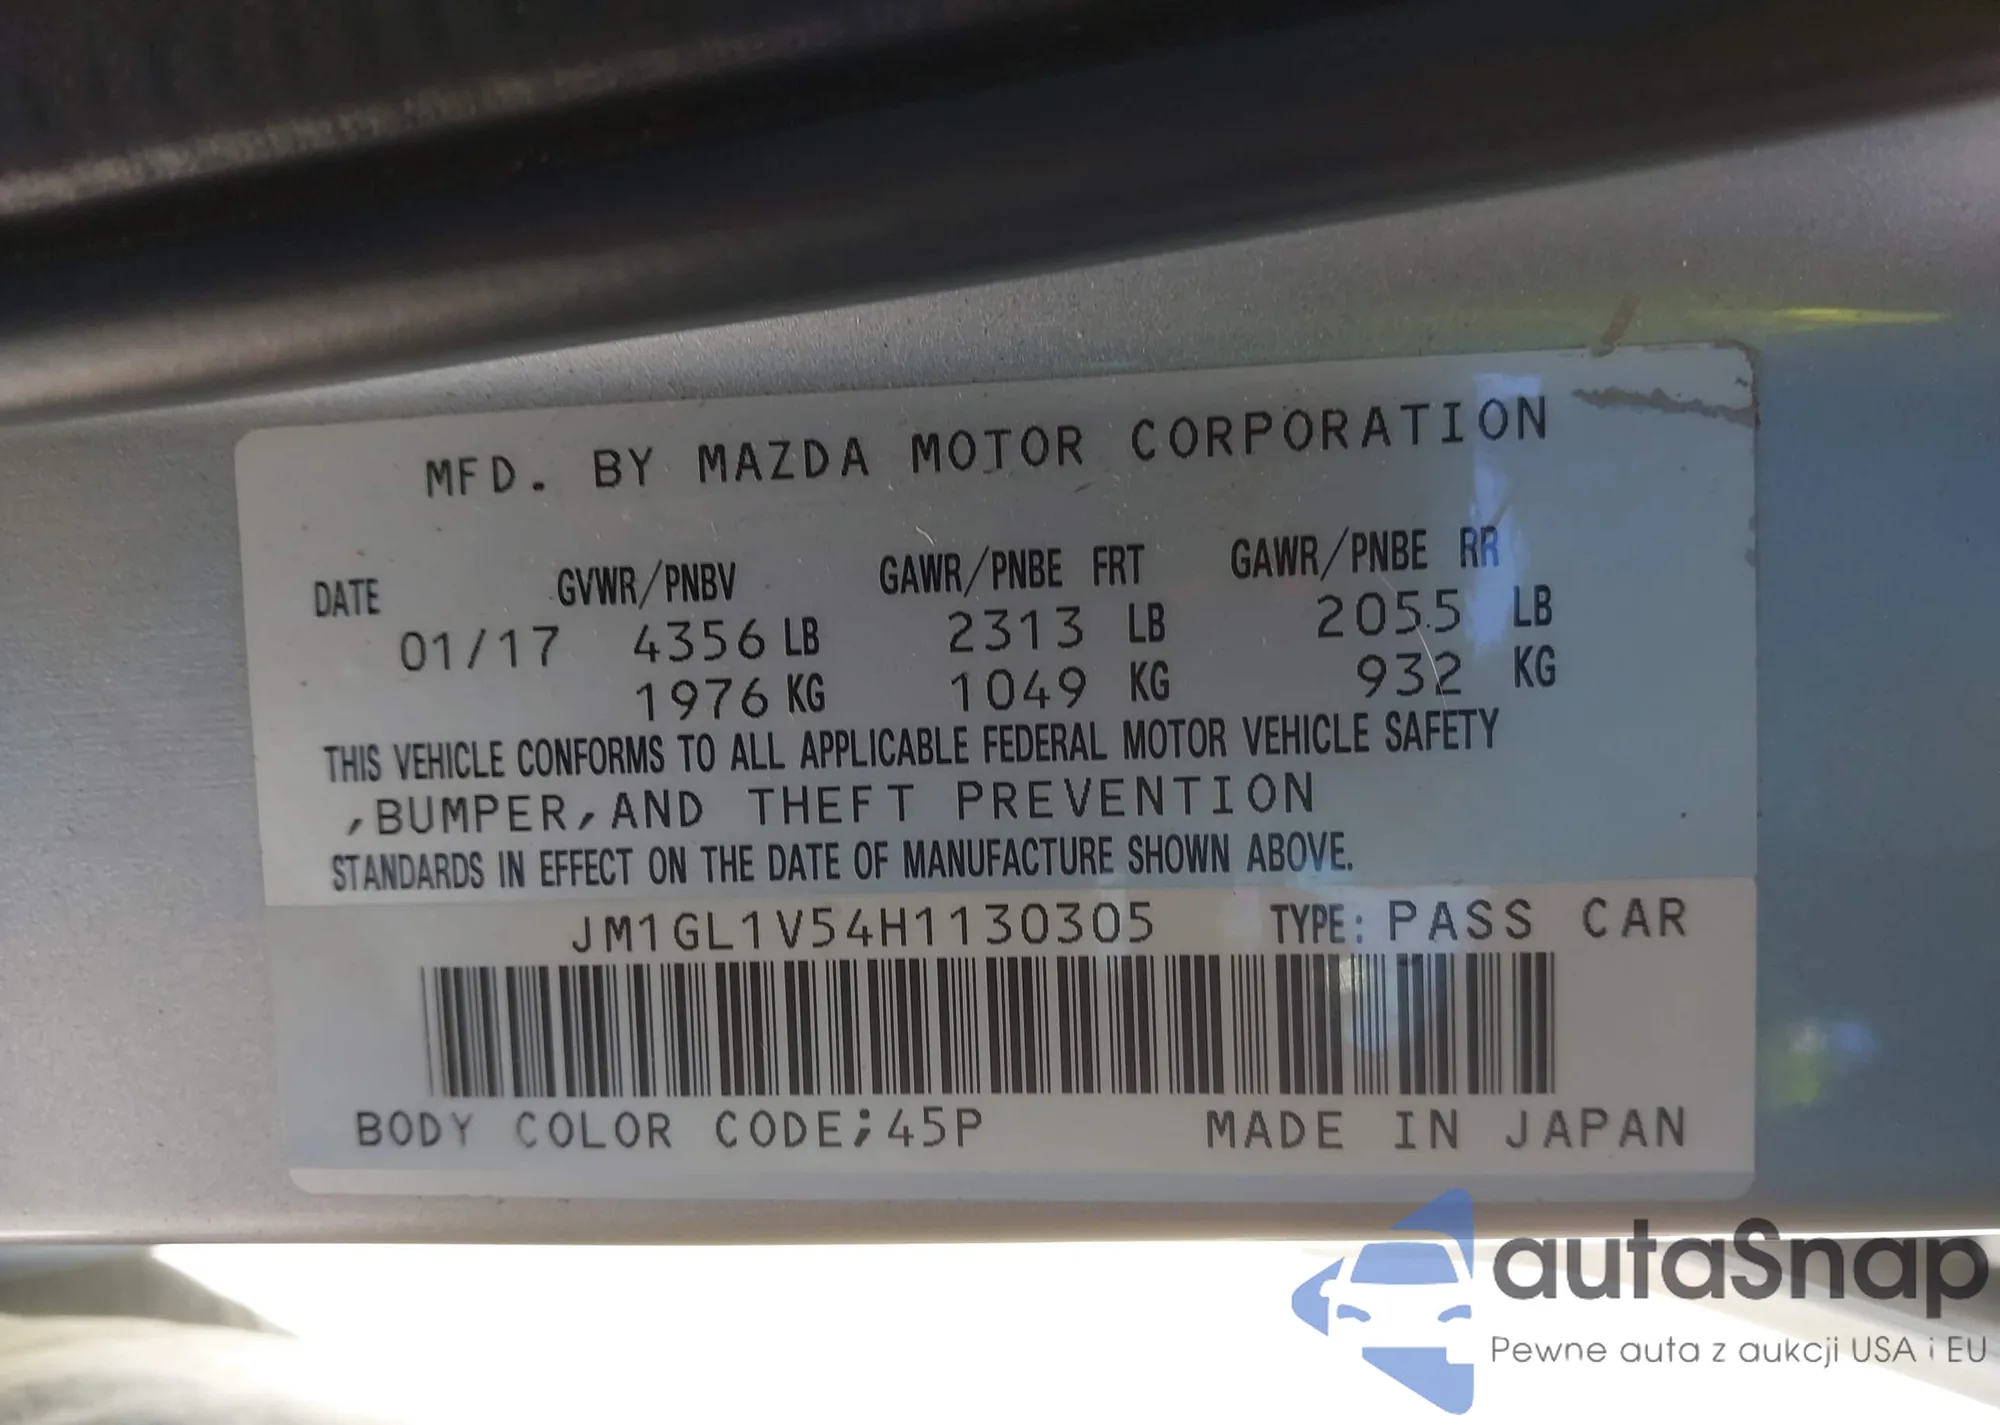 MFD. BY MAZDA MOTOR CORPORATION
DATE GVWR/PNBV GAWR/PNBE FRT GAWR/PNBE RR
01/17 4356 LB 2313 LB 2055 LB
1976 KG 1049 KG 932 KG
THIS VEHICLE CONFORMS TO ALL APPLICABLE FEDERAL MOTOR VEHICLE SAFETY
,BUMPER,AND THEFT PREVENTION
STANDARDS IN EFFECT ON THE DATE OF MANUFACTURE SHOWN ABOVE.
JM1GL1V54H1130305 TYPE: PASS CAR
BODY COLOR CODE;45P MADE IN JAPAN
autaSnap
Pewne auta z aukcji USA i EU